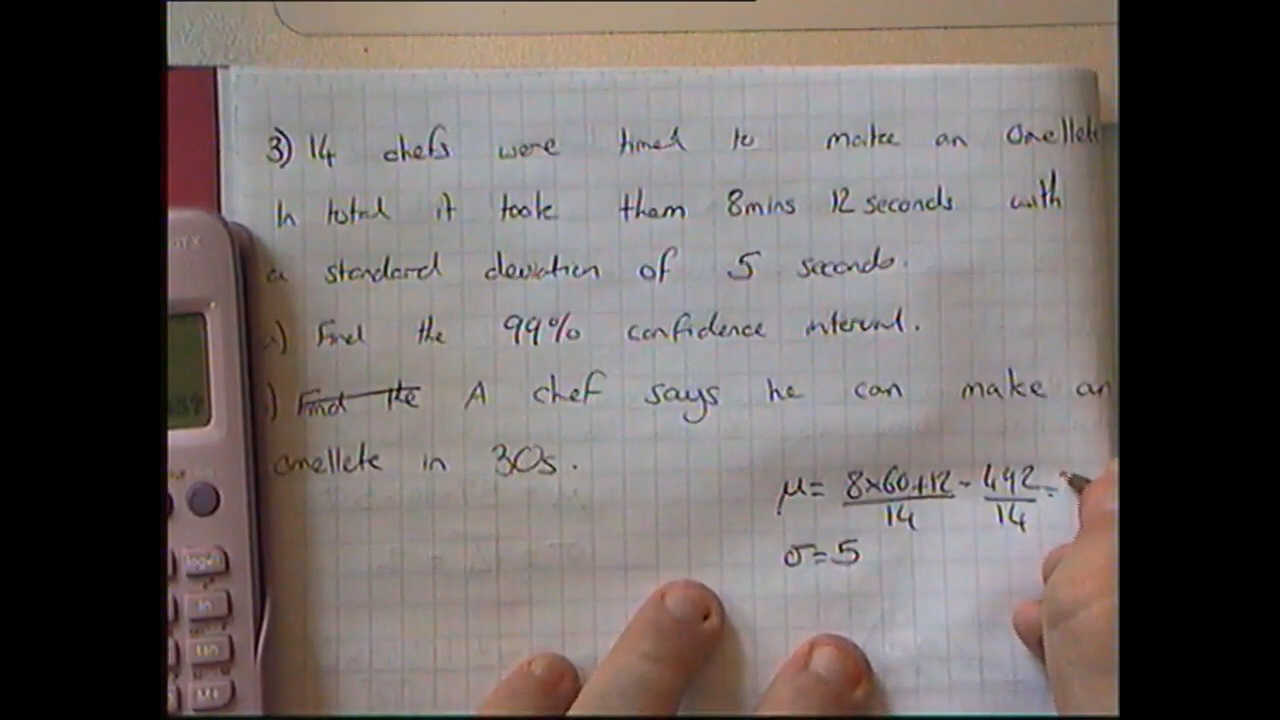 3) 14 chefs were timed to make an Omellete
In total it took them 8mins 12 seconds with
a standard deviation of 5 seconds.
) Find the 99% confidence interval.
) Find the A chef says he can make an
omellete in 30s.
μ = 8×60+12 / 14 = 492 / 14 =
σ = 5